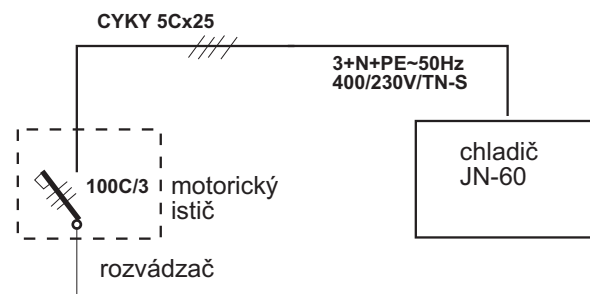 CYKY 5Cx25
3+N+PE~50Hz
400/230V/TN-S
chladič
JN-60
100C/3
motorický
istič
rozvádzač